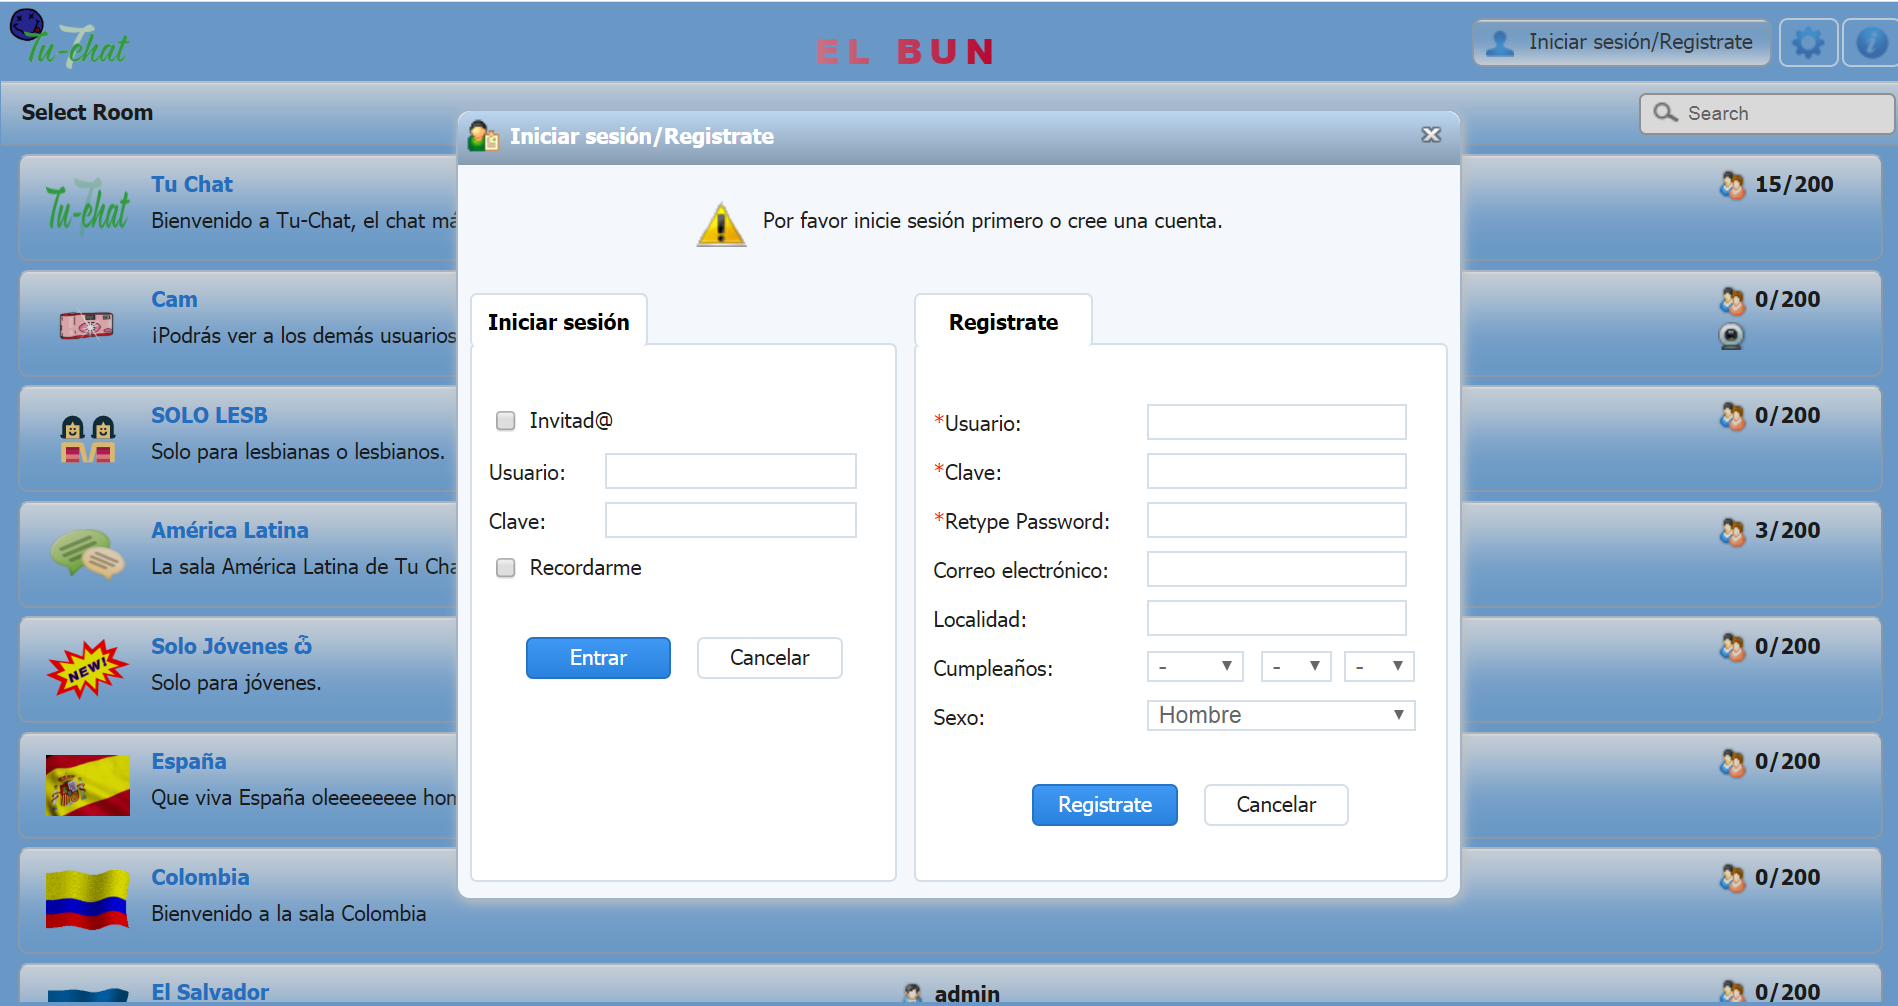 Tu-chat
EL BUN
Iniciar sesión/Registrate
Select Room
Search
Iniciar sesión/Registrate
Por favor inicie sesión primero o cree una cuenta.
Iniciar sesión
Invitad@
Usuario:
Clave:
Recordarme
Entrar
Cancelar
Registrate
*Usuario:
*Clave:
*Retype Password:
Correo electrónico:
Localidad:
Cumpleaños:
- - -
Sexo:
Hombre
Registrate
Cancelar
Tu-chat
Tu Chat
15/200
Bienvenido a Tu-Chat, el chat má
Cam
0/200
¡Podrás ver a los demás usuarios
SOLO LESB
0/200
Solo para lesbianas o lesbianos.
América Latina
3/200
La sala América Latina de Tu Cha
NEW!
Solo Jóvenes
0/200
Solo para jóvenes.
España
0/200
Que viva España oleeeeeeee hon
Colombia
0/200
Bienvenido a la sala Colombia
El Salvador
admin
0/200